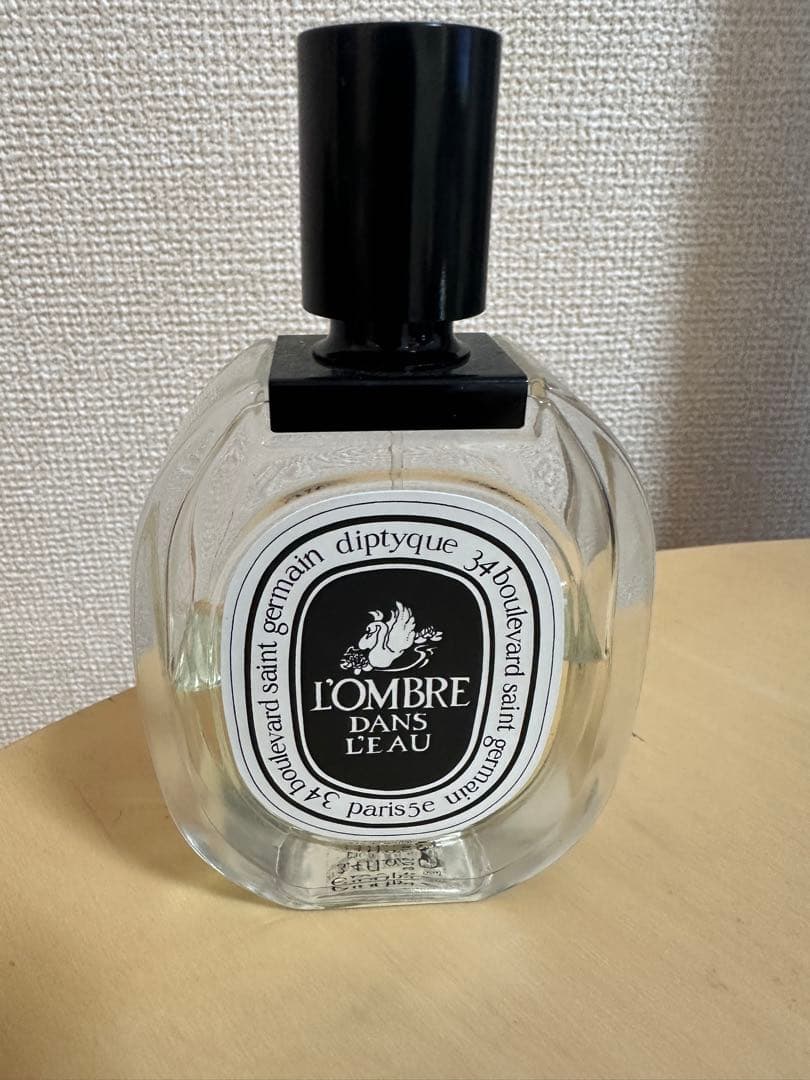 diptyque 34 boulevard saint germain paris 5e 34 boulevard saint germain
L'OMBRE
DANS
L'EAU